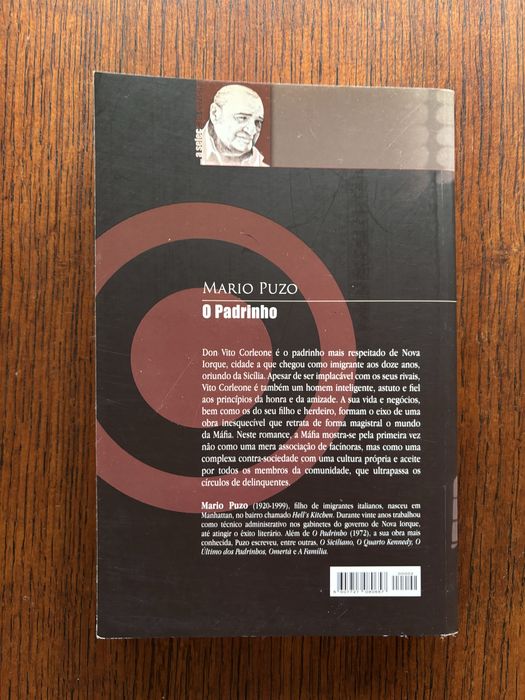 a selec
MARIO PUZO
O Padrinho
Don Vito Corleone é o padrinho mais respeitado de Nova
Iorque, cidade a que chegou como imigrante aos doze anos,
oriundo da Sicília. Apesar de ser implacável com os seus rivais,
Vito Corleone é também um homem inteligente, astuto e fiel
aos princípios da honra e da amizade. A sua vida e negócios,
bem como os do seu filho e herdeiro, formam o eixo de uma
obra inesquecível que retrata de forma magistral o mundo
da Máfia. Neste romance, a Máfia mostra-se pela primeira vez
não como uma mera associação de facínoras, mas como uma
complexa contra-sociedade com uma cultura própria e aceite
por todos os membros da comunidade, que ultrapassa os
círculos de delinquentes.
Mario Puzo (1920-1999), filho de imigrantes italianos, nasceu em
Manhattan, no bairro chamado Hell's Kitchen. Durante vinte anos trabalhou
como técnico administrativo nos gabinetes do governo de Nova Iorque,
até atingir o êxito literário. Além de O Padrinho (1972), a sua obra mais
conhecida, Puzo escreveu, entre outras, O Siciliano, O Quarto Kennedy, O
Último dos Padrinhos, Omertà e A Família.